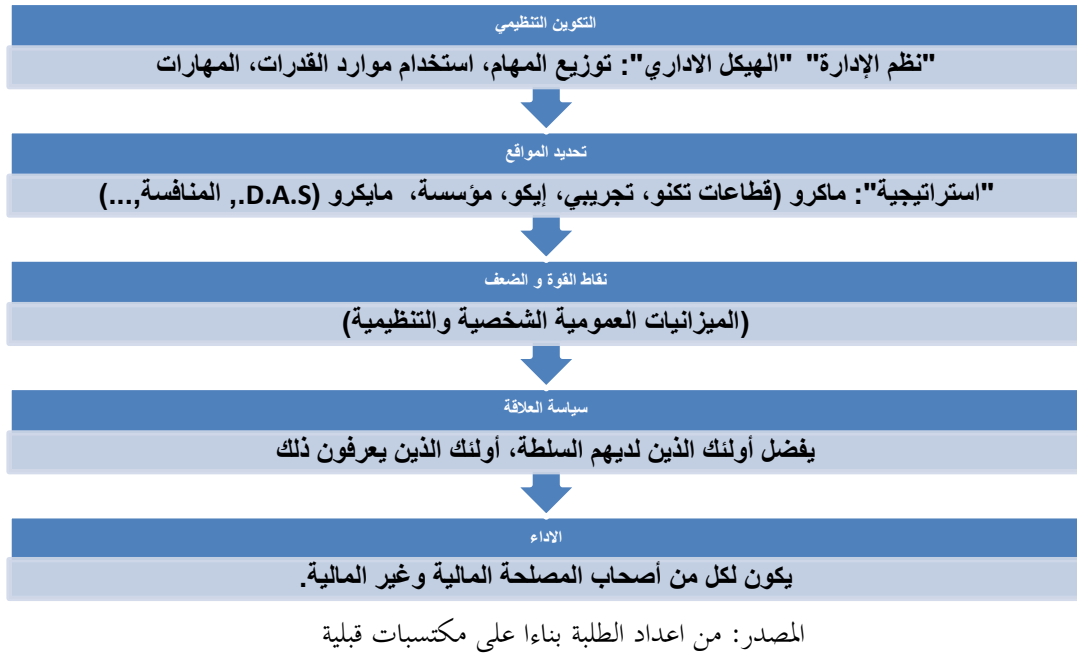 التكوين التنظيمي
"نظم الإدارة" "الهيكل الاداري": توزيع المهام، استخدام موارد القدرات، المهارات
تحديد المواقع
"استراتيجية": ماكرو (قطاعات تكنو، تجريبي، إيكو، مؤسسة، مايكرو (D.A.S., المنافسة,...)
نقاط القوة و الضعف
(الميزانيات العمومية الشخصية والتنظيمية)
سياسة العلاقة
يفضل أولئك الذين لديهم السلطة، أولئك الذين يعرفون ذلك
الاداء
يكون لكل من أصحاب المصلحة المالية وغير المالية.
المصدر: من اعداد الطلبة بناءا على مكتسبات قبلية